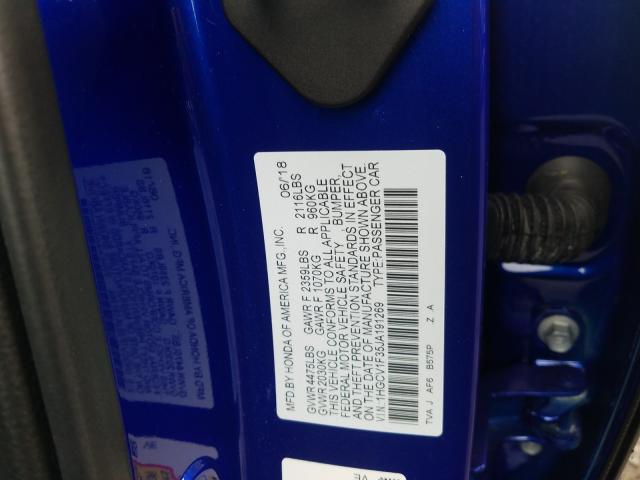 MFD BY HONDA OF AMERICA MFG.,INC. 06/18
GVWR 4475LBS GAWR F 2359LBS R 2116LBS
GVWR 2030KG GAWR F 1070KG R 960KG
THIS VEHICLE CONFORMS TO ALL APPLICABLE
FEDERAL MOTOR VEHICLE SAFETY BUMPER,
AND THEFT PREVENTION STANDARDS IN EFFECT
ON THE DATE OF MANUFACTURE SHOWN ABOVE.
V.I.N.:1HGCV1F35JA191269 TYPE:PASSENGER CAR
TVA J AF6 B575P Z A
VE